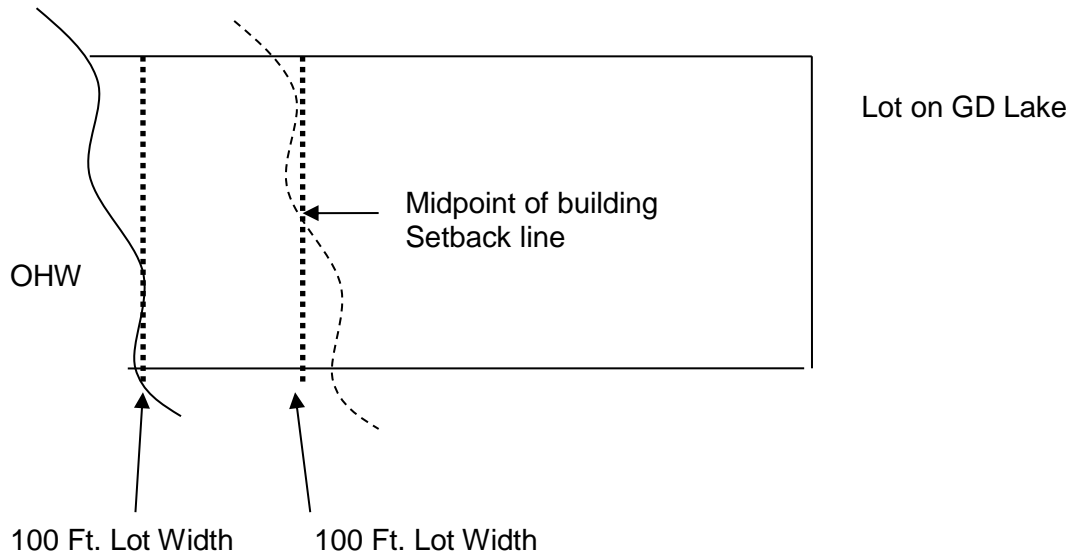 Lot on GD Lake
Midpoint of building
Setback line
OHW
100 Ft. Lot Width
100 Ft. Lot Width